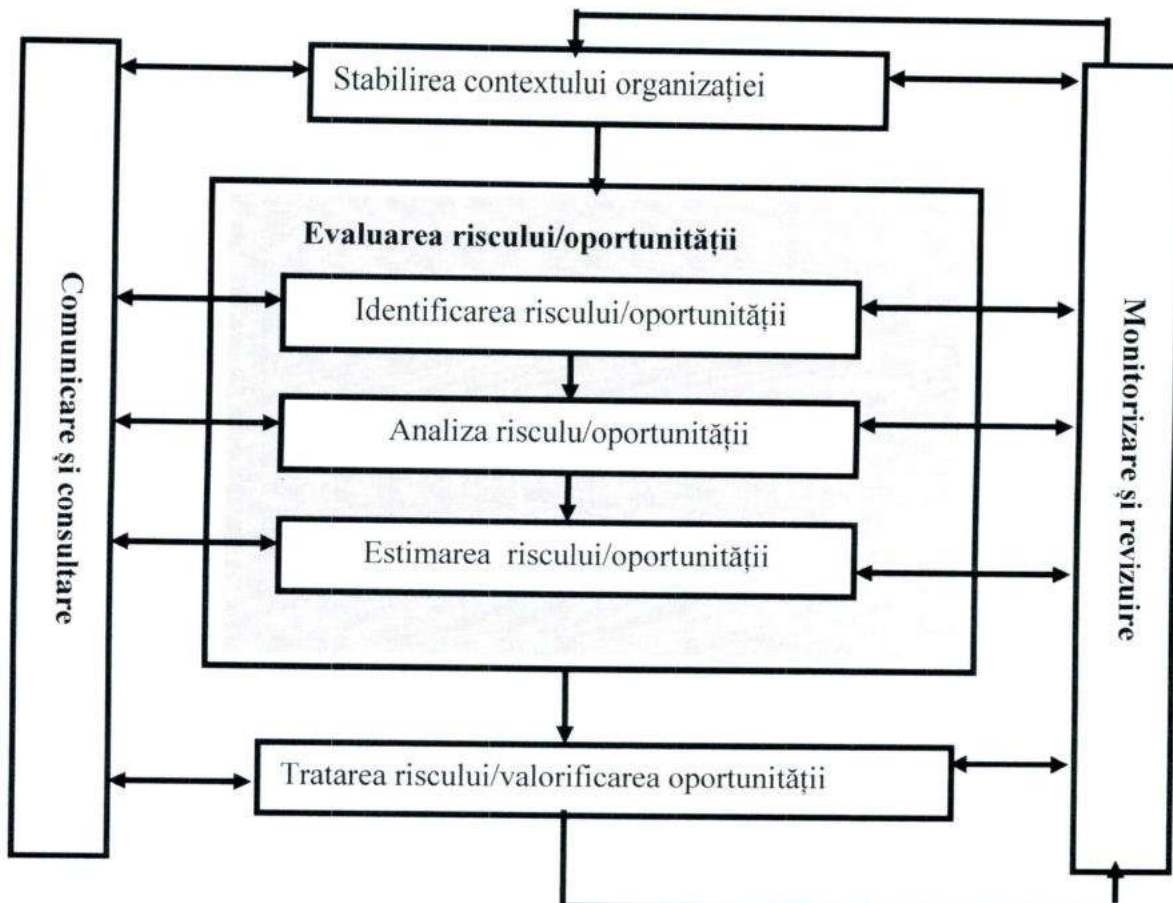 Stabilirea contextului organizației
Evaluarea riscului/oportunității
Identificarea riscului/oportunității
Analiza risculu/oportunității
Estimarea riscului/oportunității
Tratarea riscului/valorificarea oportunității
Comunicare și consultare
Monitorizare și revizuire